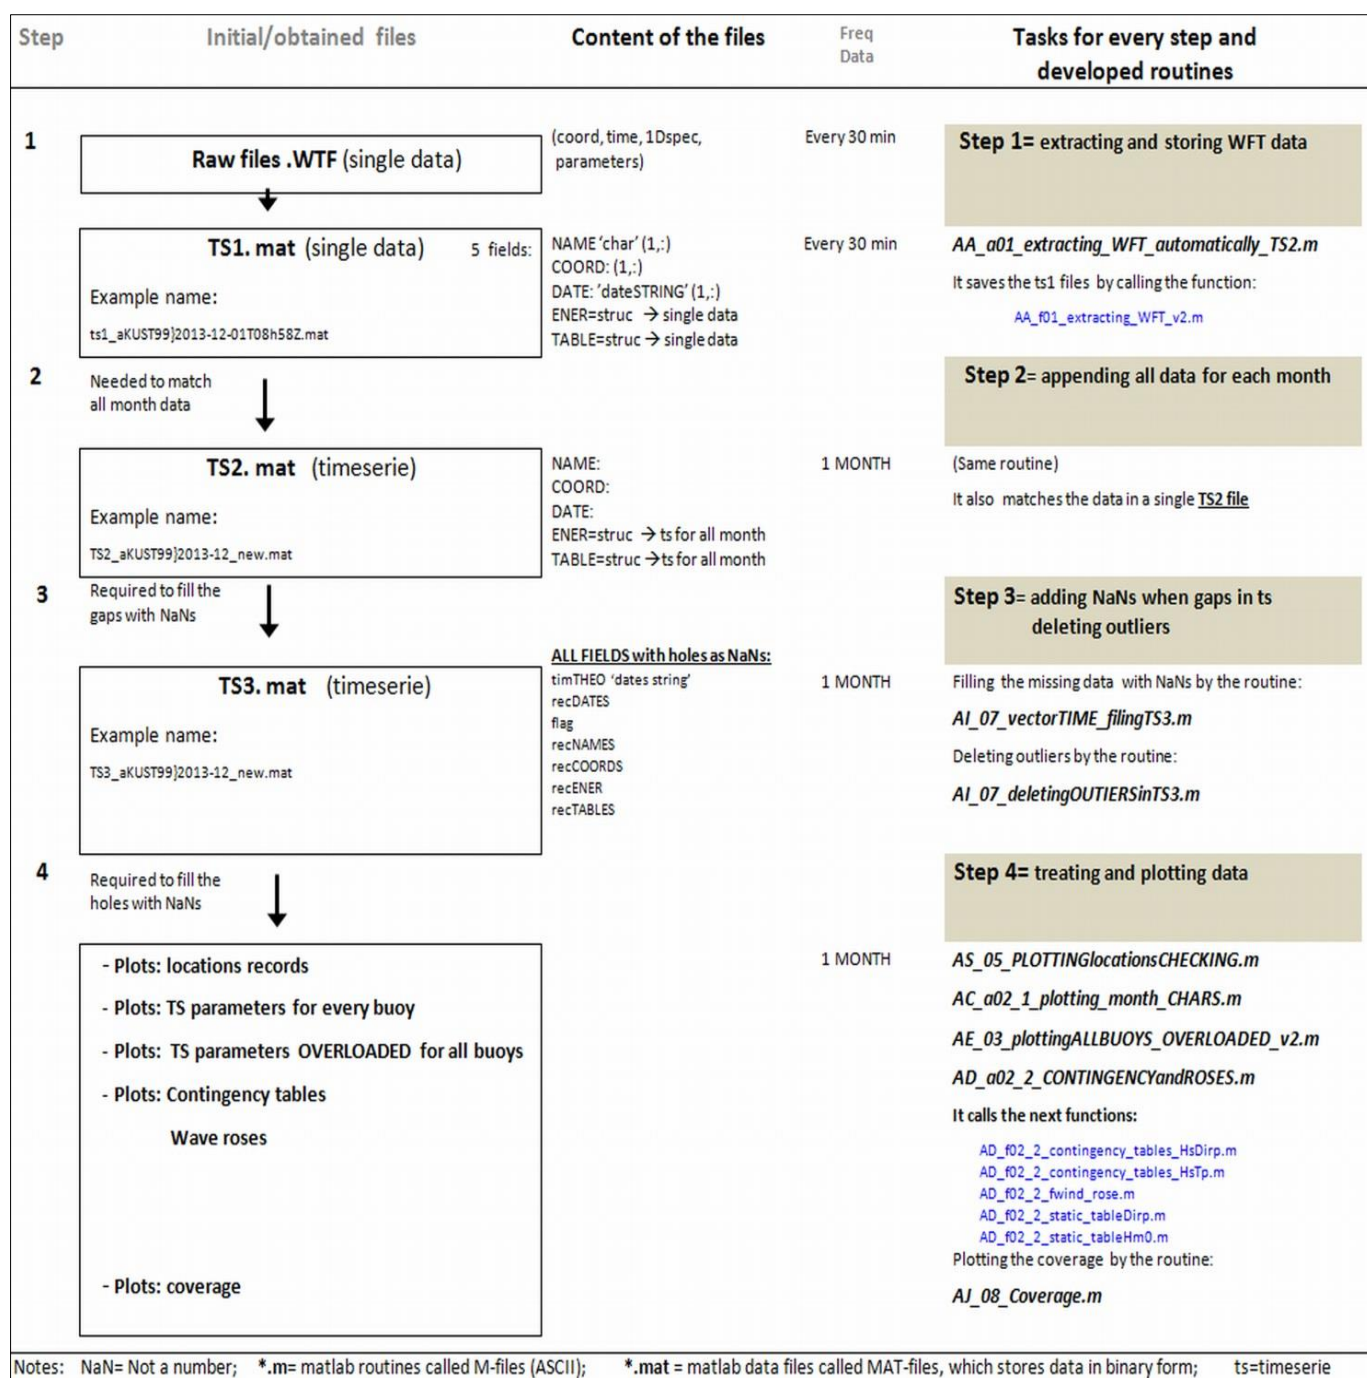 Step Initial/obtained files Content of the files Freq Data Tasks for every step and
developed routines
1
Raw files .WTF (single data)
(coord, time, 1Dspec,
parameters)
Every 30 min
Step 1= extracting and storing WFT data
TS1. mat (single data) 5 fields:
Example name:
ts1_aKUST99]2013-12-01T08h58Z.mat
NAME 'char' (1,:)
COORD: (1,:)
DATE: 'dateSTRING' (1,:)
ENER=struc → single data
TABLE=struc → single data
Every 30 min
AA_a01_extracting_WFT_automatically_TS2.m
It saves the ts1 files by calling the function:
AA_f01_extracting_WFT_v2.m
2
Needed to match
all month data
Step 2= appending all data for each month
TS2. mat (timeserie)
Example name:
TS2_aKUST99]2013-12_new.mat
NAME:
COORD:
DATE:
ENER=struc → ts for all month
TABLE=struc →ts for all month
1 MONTH
(Same routine)
It also matches the data in a single TS2 file
3
Required to fill the
gaps with NaNs
Step 3= adding NaNs when gaps in ts
deleting outliers
TS3. mat (timeserie)
Example name:
TS3_aKUST99]2013-12_new.mat
ALL FIELDS with holes as NaNs:
timTHEO 'dates string'
recDATES
flag
recNAMES
recCOORDS
recENER
recTABLES
1 MONTH
Filling the missing data with NaNs by the routine:
AI_07_vectorTIME_filingTS3.m
Deleting outliers by the routine:
AI_07_deletingOUTIERSinTS3.m
4
Required to fill the
holes with NaNs
Step 4= treating and plotting data
- Plots: locations records
- Plots: TS parameters for every buoy
- Plots: TS parameters OVERLOADED for all buoys
- Plots: Contingency tables
Wave roses
- Plots: coverage
1 MONTH
AS_05_PLOTTINGlocationsCHECKING.m
AC_a02_1_plotting_month_CHARS.m
AE_03_plottingALLBUOYS_OVERLOADED_v2.m
AD_a02_2_CONTINGENCYandROSES.m
It calls the next functions:
AD_f02_2_contingency_tables_HsDirp.m
AD_f02_2_contingency_tables_HsTp.m
AD_f02_2_fwind_rose.m
AD_f02_2_static_tableDirp.m
AD_f02_2_static_tableHm0.m
Plotting the coverage by the routine:
AJ_08_Coverage.m
Notes: NaN= Not a number; *.m= matlab routines called M-files (ASCII); *.mat = matlab data files called MAT-files, which stores data in binary form; ts=timeserie